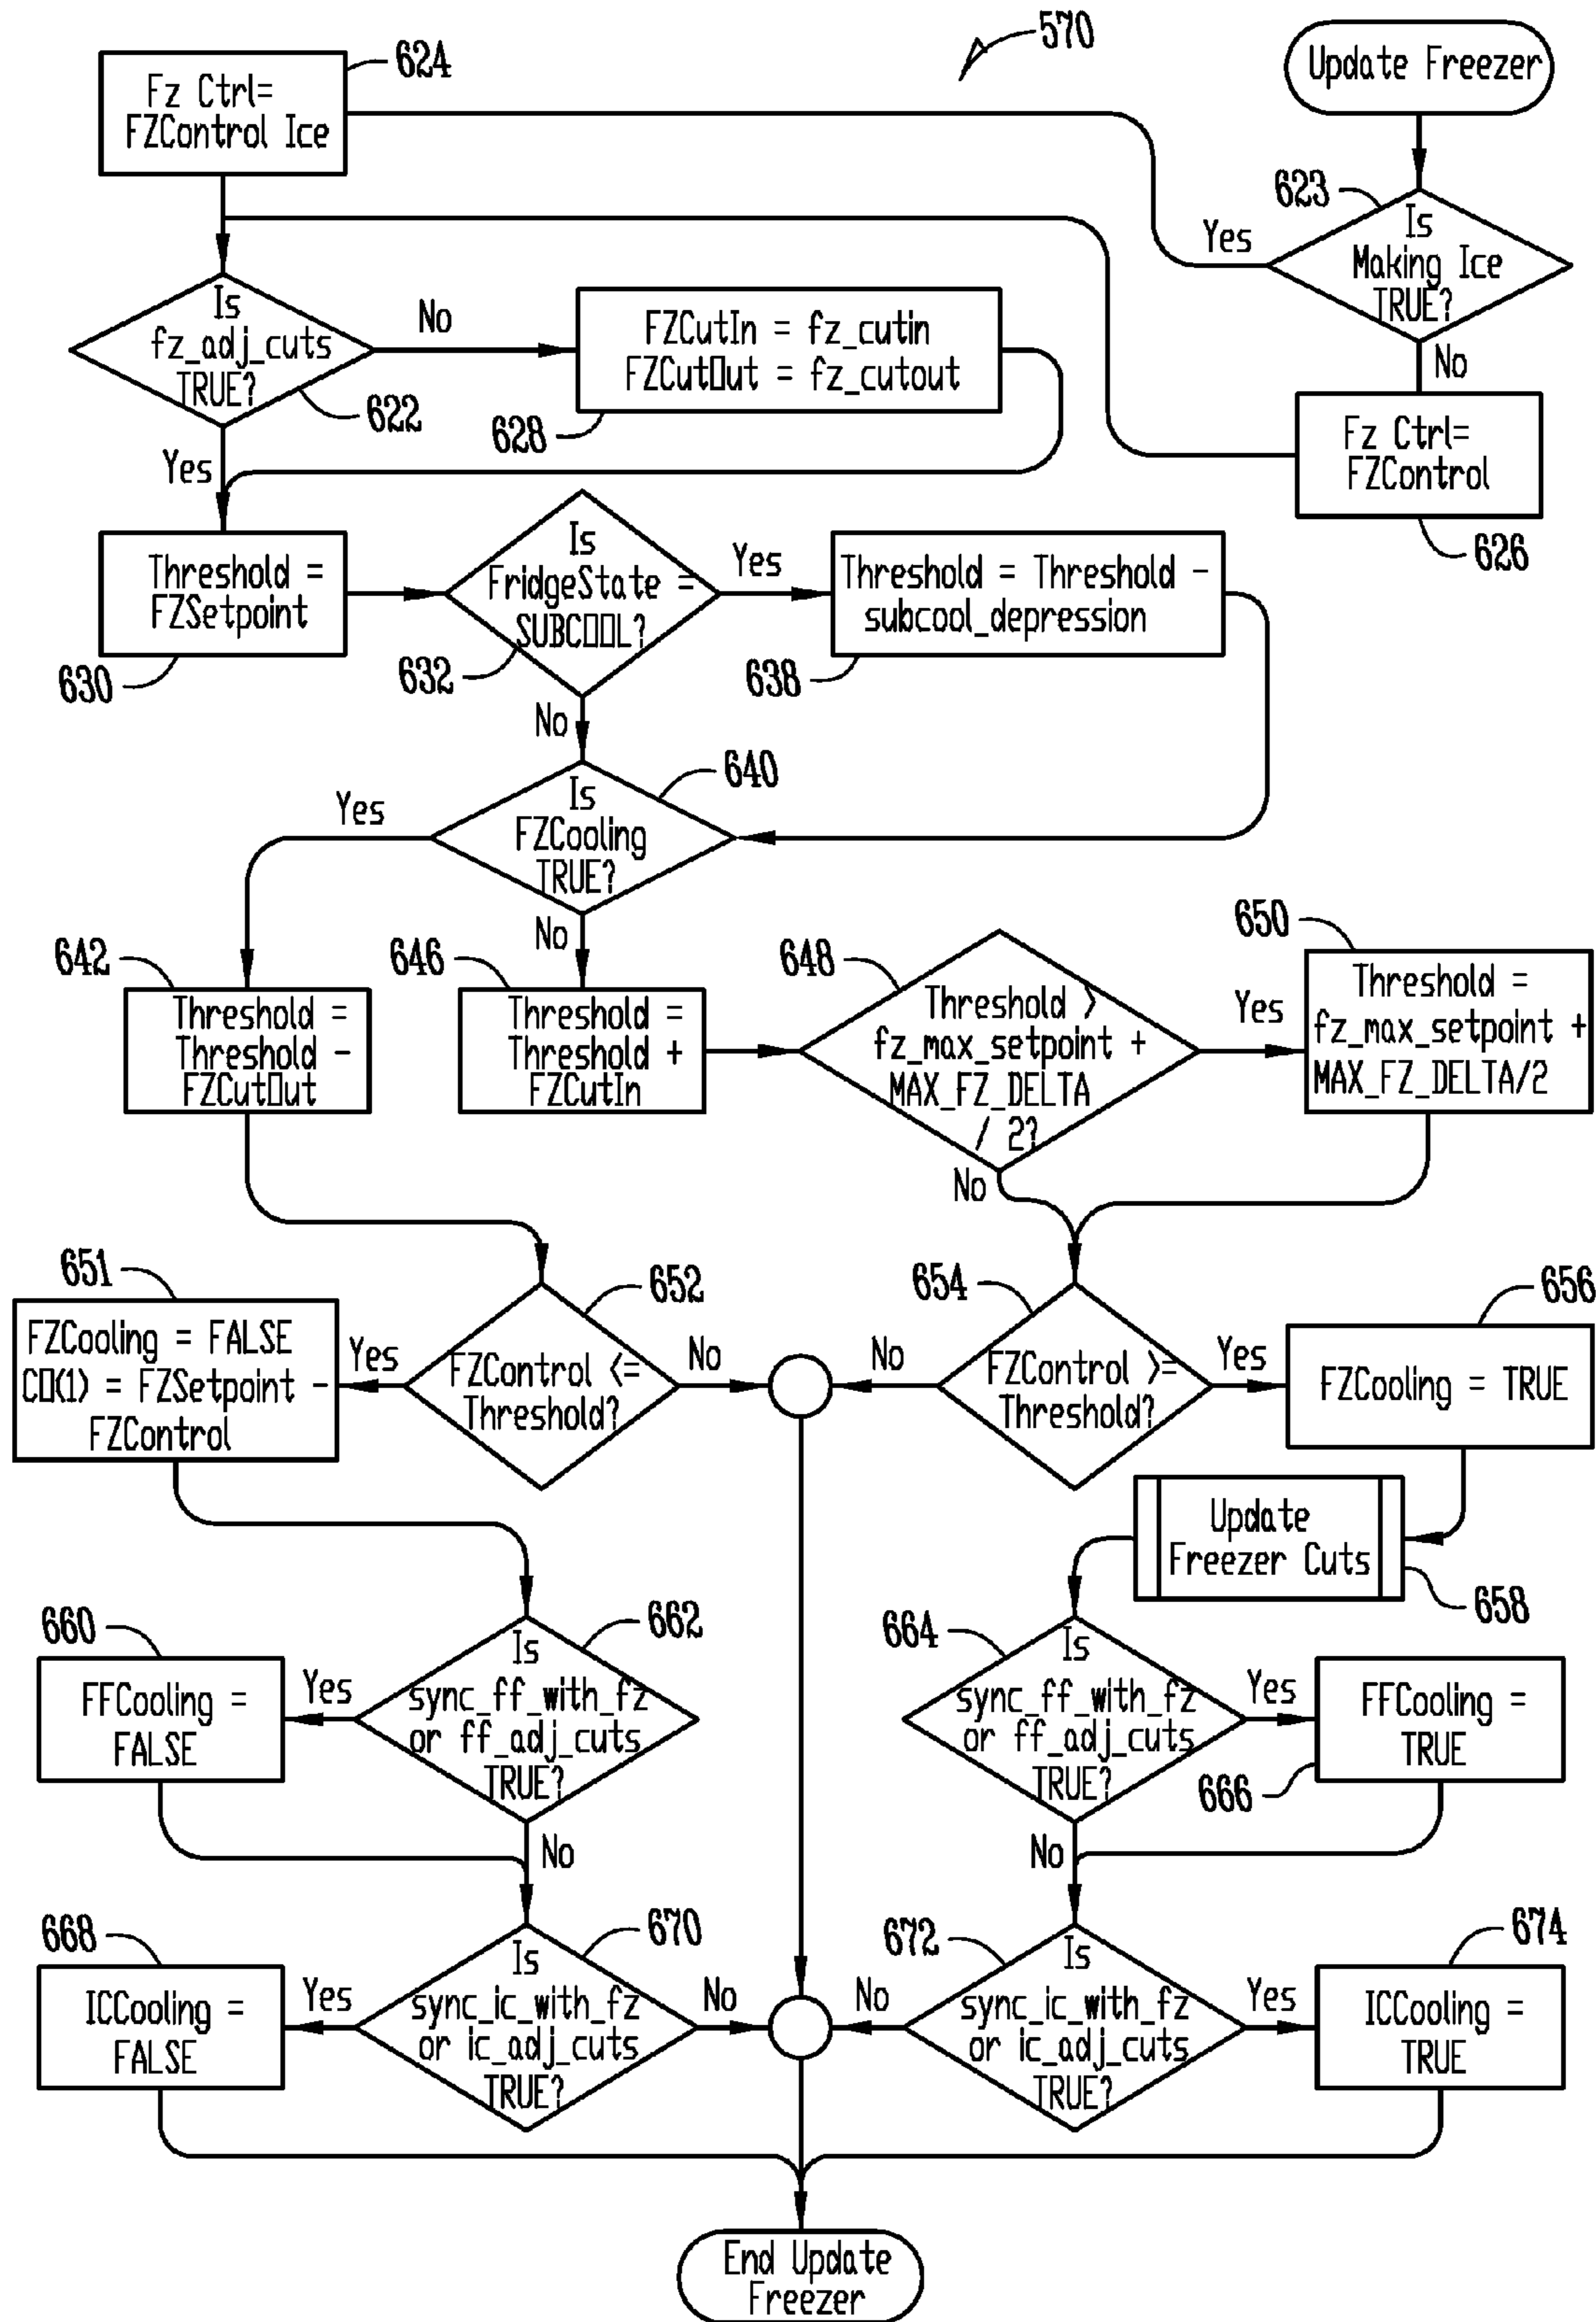 570
Update Freezer
624
Fz Ctrl=
FZControl Ice
623
Is
Making Ice
TRUE?
Yes
No
Is
fz_adj_cuts
TRUE?
622
No
Yes
FZCutIn = fz_cutin
FZCutOut = fz_cutout
628
Fz Ctrl=
FZControl
626
Threshold =
FZSetpoint
630
Is
FridgeState =
SUBCOOL?
632
Yes
No
Threshold = Threshold -
subcool_depression
638
640
Is
FZCooling
TRUE?
Yes
No
642
Threshold =
Threshold -
FZCutOut
646
Threshold =
Threshold +
FZCutIn
648
Threshold >
fz_max_setpoint +
MAX_FZ_DELTA
/ 2?
Yes
No
650
Threshold =
fz_max_setpoint +
MAX_FZ_DELTA/2
651
FZCooling = FALSE
CO(1) = FZSetpoint -
FZControl
652
Yes
FZControl <=
Threshold?
No
654
No
FZControl >=
Threshold?
Yes
656
FZCooling = TRUE
Update
Freezer Cuts
658
660
FFCooling =
FALSE
662
Yes
Is
sync_ff_with_fz
or ff_adj_cuts
TRUE?
No
664
Is
sync_ff_with_fz
or ff_adj_cuts
TRUE?
Yes
No
FFCooling =
TRUE
666
668
ICCooling =
FALSE
670
Yes
Is
sync_ic_with_fz
or ic_adj_cuts
TRUE?
No
672
No
Is
sync_ic_with_fz
or ic_adj_cuts
TRUE?
Yes
674
ICCooling =
TRUE
End Update
Freezer